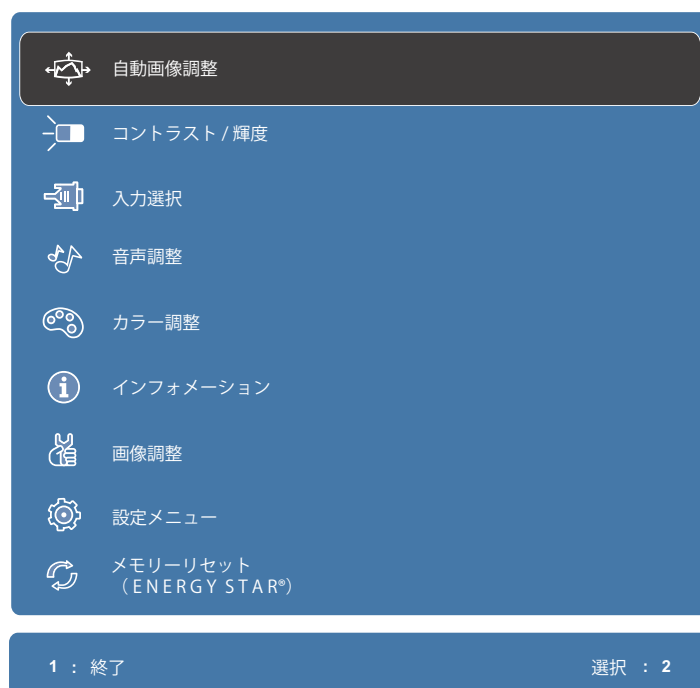 自動画像調整
コントラスト / 輝度
入力選択
音声調整
カラー調整
インフォメーション
画像調整
設定メニュー
メモリーリセット
（ENERGY STAR®）
1 : 終了 選択 : 2